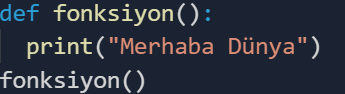 def fonksiyon():
  print("Merhaba Dünya")
fonksiyon()